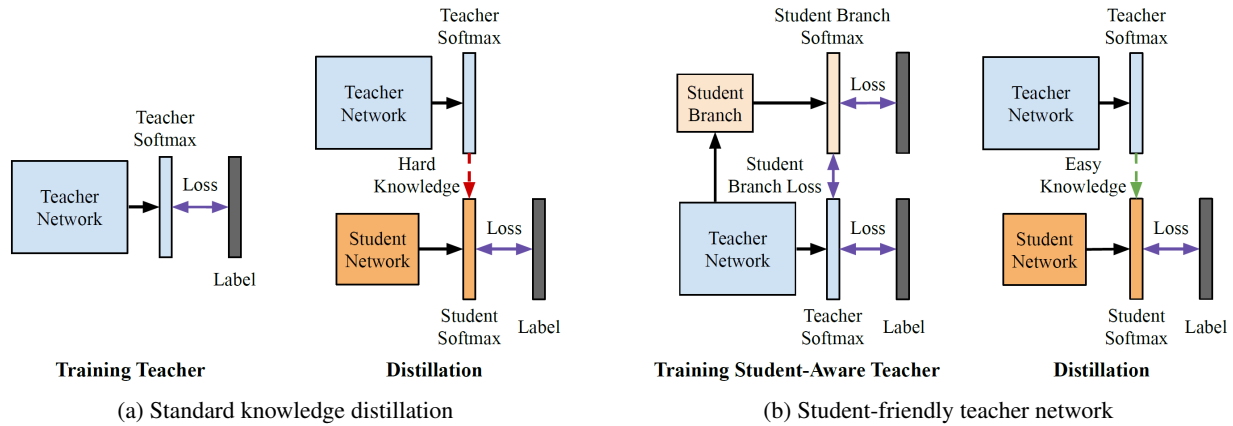 Teacher
Network
Teacher
Softmax
Loss
Label
Training Teacher
Teacher
Softmax
Teacher
Network
Hard
Knowledge
Student
Network
Loss
Student
Softmax
Label
Distillation
(a) Standard knowledge distillation
Student Branch
Softmax
Student
Branch
Loss
Student
Branch Loss
Teacher
Network
Loss
Teacher
Softmax
Label
Training Student-Aware Teacher
Teacher
Softmax
Teacher
Network
Easy
Knowledge
Student
Network
Loss
Student
Softmax
Label
Distillation
(b) Student-friendly teacher network